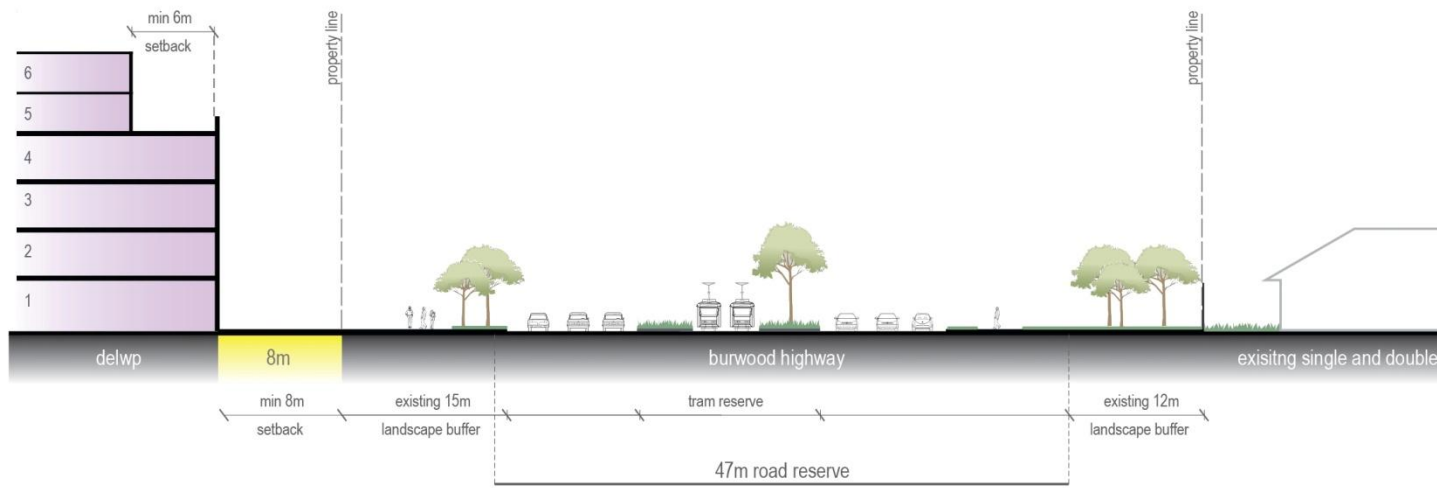 min 6m
setback
property line
property line
6
5
4
3
2
1
delwp
8m
burwood highway
exisitng single and double
min 8m
setback
existing 15m
landscape buffer
tram reserve
existing 12m
landscape buffer
47m road reserve